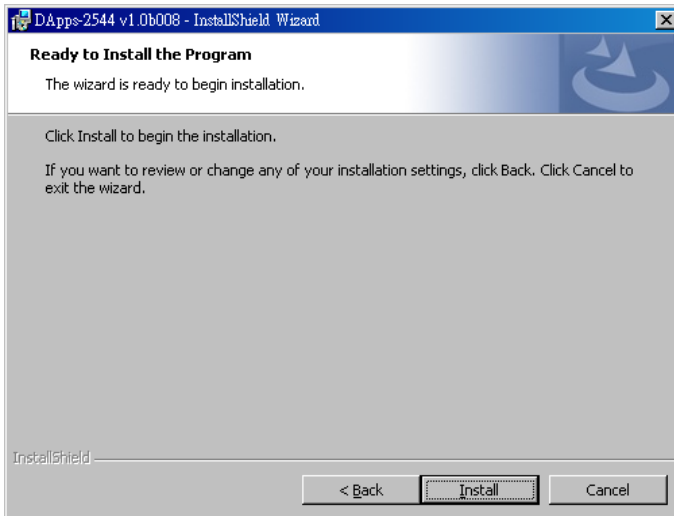 DApps-2544 v1.0b008 - InstallShield Wizard
Ready to Install the Program
The wizard is ready to begin installation.
Click Install to begin the installation.
If you want to review or change any of your installation settings, click Back. Click Cancel to
exit the wizard.
InstallShield
< Back
Install
Cancel